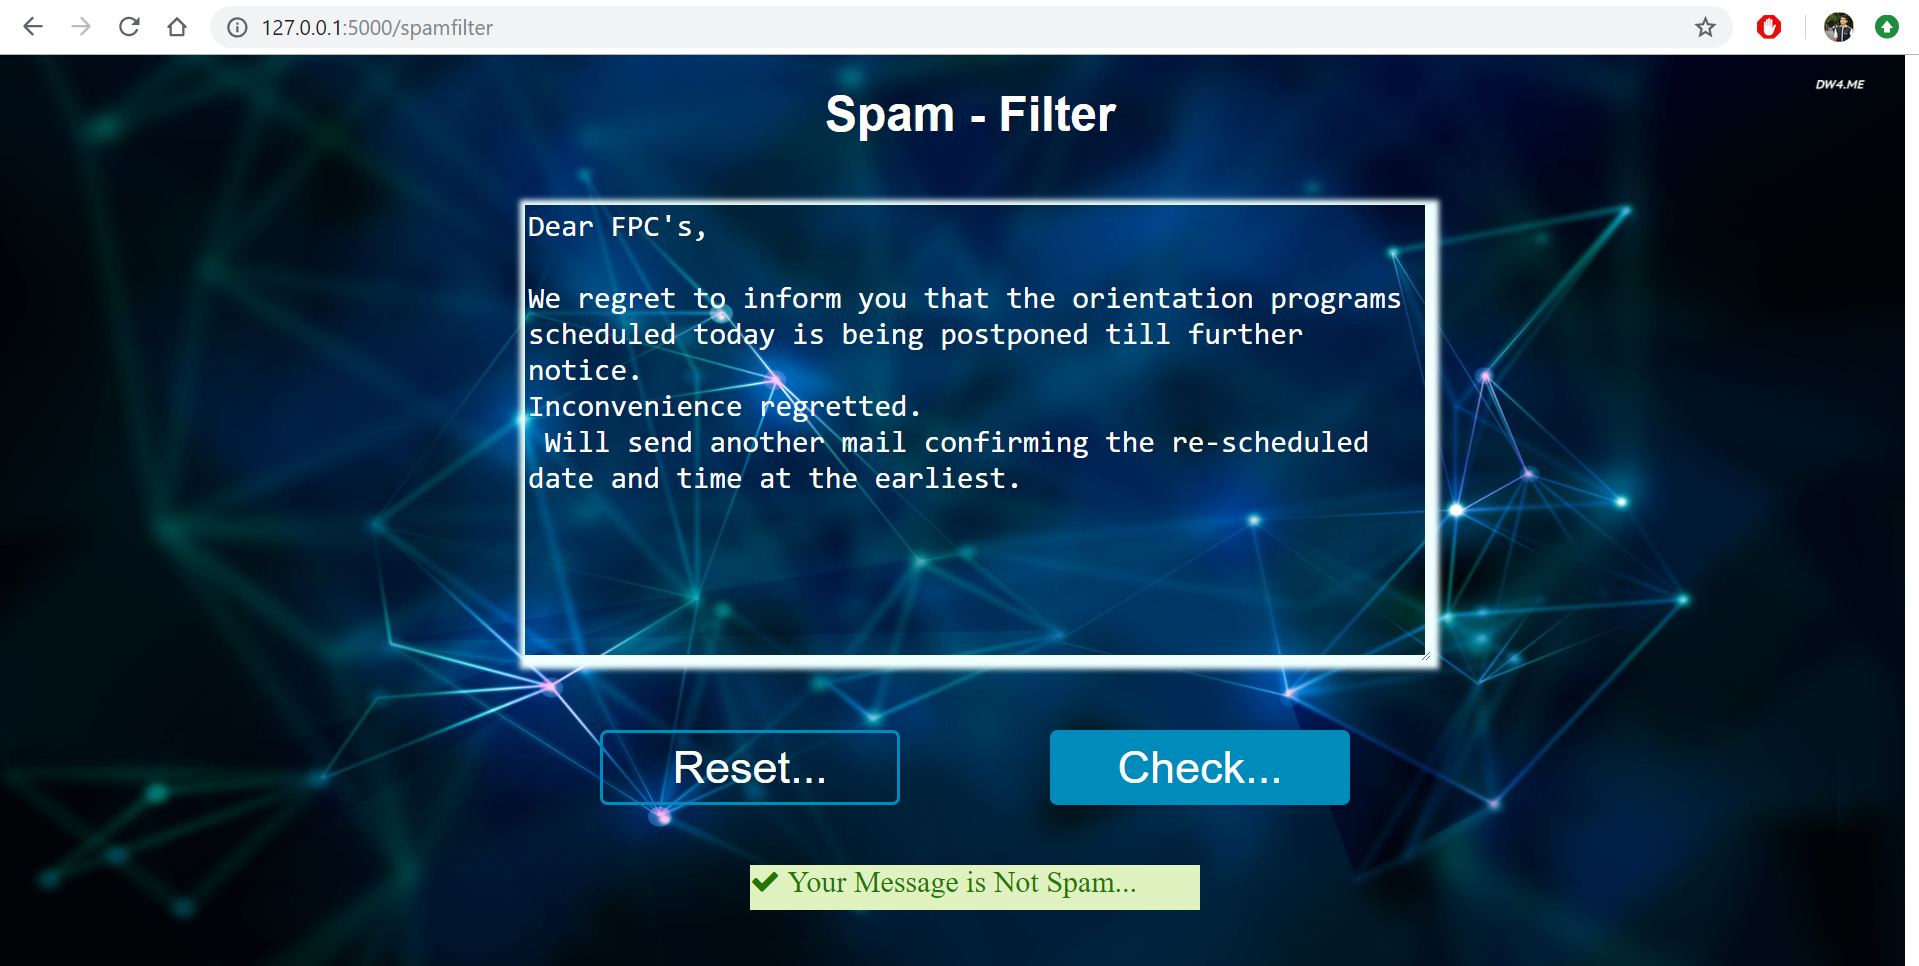 127.0.0.1:5000/spamfilter
DW4.ME
Spam - Filter
Dear FPC's,
We regret to inform you that the orientation programs
scheduled today is being postponed till further
notice.
Inconvenience regretted.
Will send another mail confirming the re-scheduled
date and time at the earliest.
Reset...
Check...
Your Message is Not Spam...